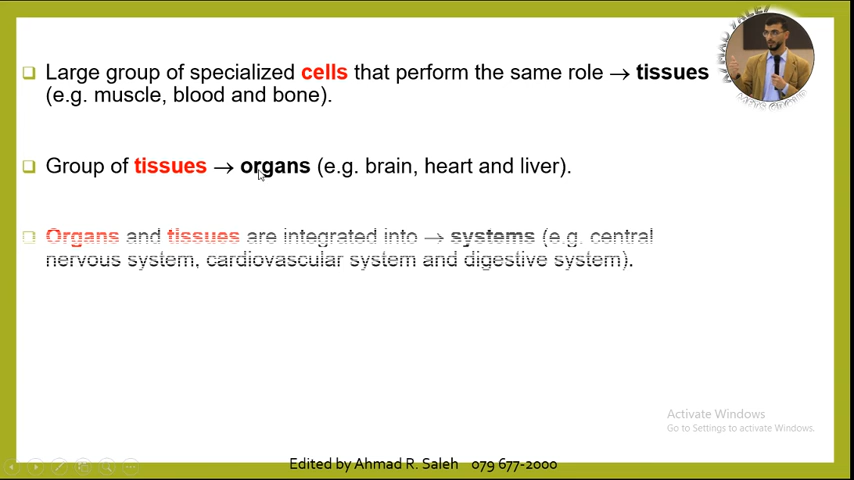 Large group of specialized cells that perform the same role → tissues
(e.g. muscle, blood and bone).
Group of tissues → organs (e.g. brain, heart and liver).
Organs and tissues are integrated into → systems (e.g. central
nervous system, cardiovascular system and digestive system).
Activate Windows
Go to Settings to activate Windows.
Edited by Ahmad R. Saleh 079 677-2000